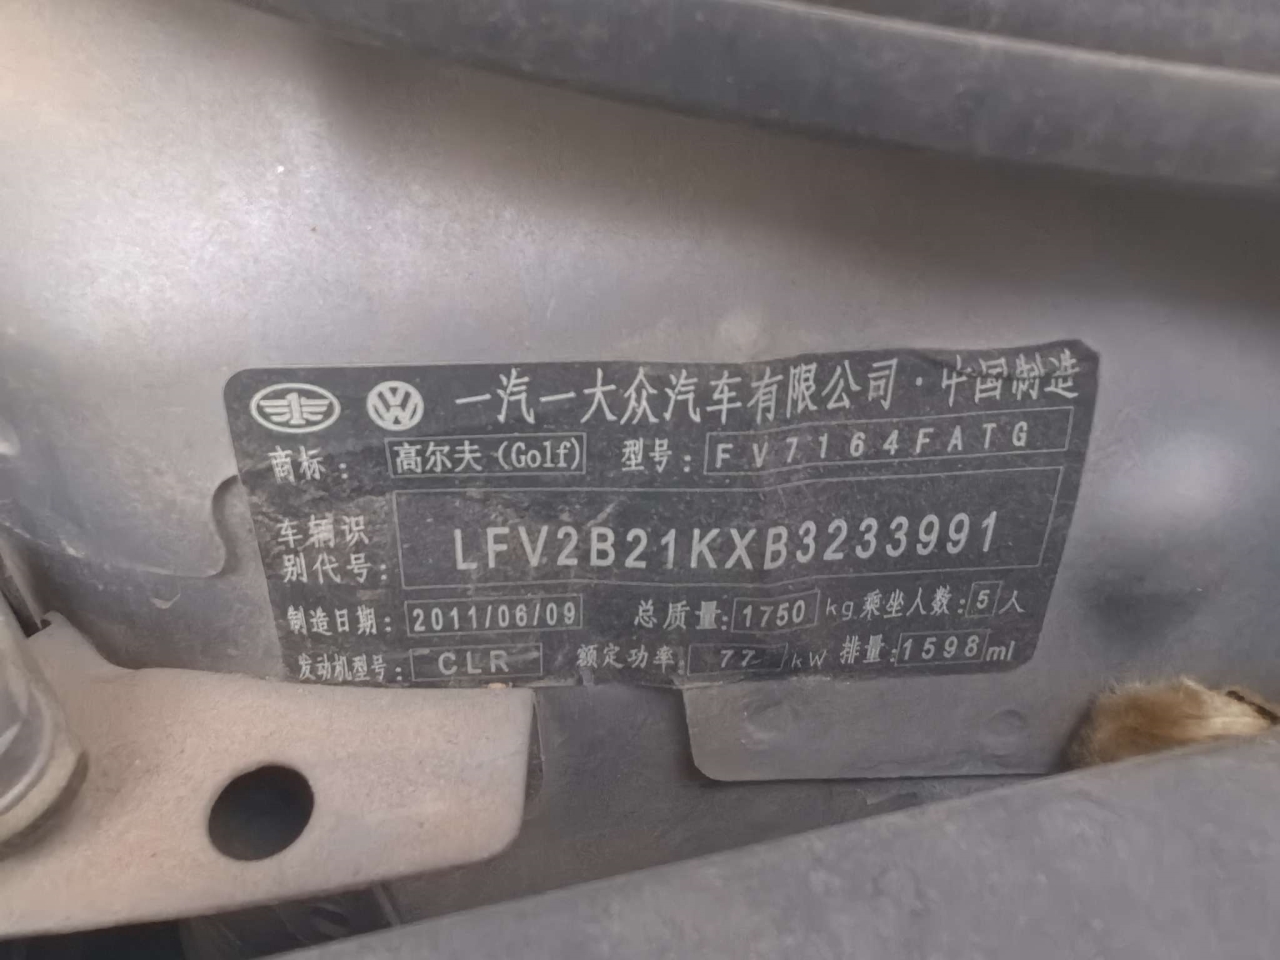 一汽一大众汽车有限公司·中国制造
商标: 高尔夫(Golf) 型号: FV7164FATG
车辆识别代号: LFV2B21KXB3233991
制造日期: 2011/06/09 总质量: 1750 kg 乘坐人数: 5 人
发动机型号: CLR 额定功率: 77 kW 排量: 1598 ml